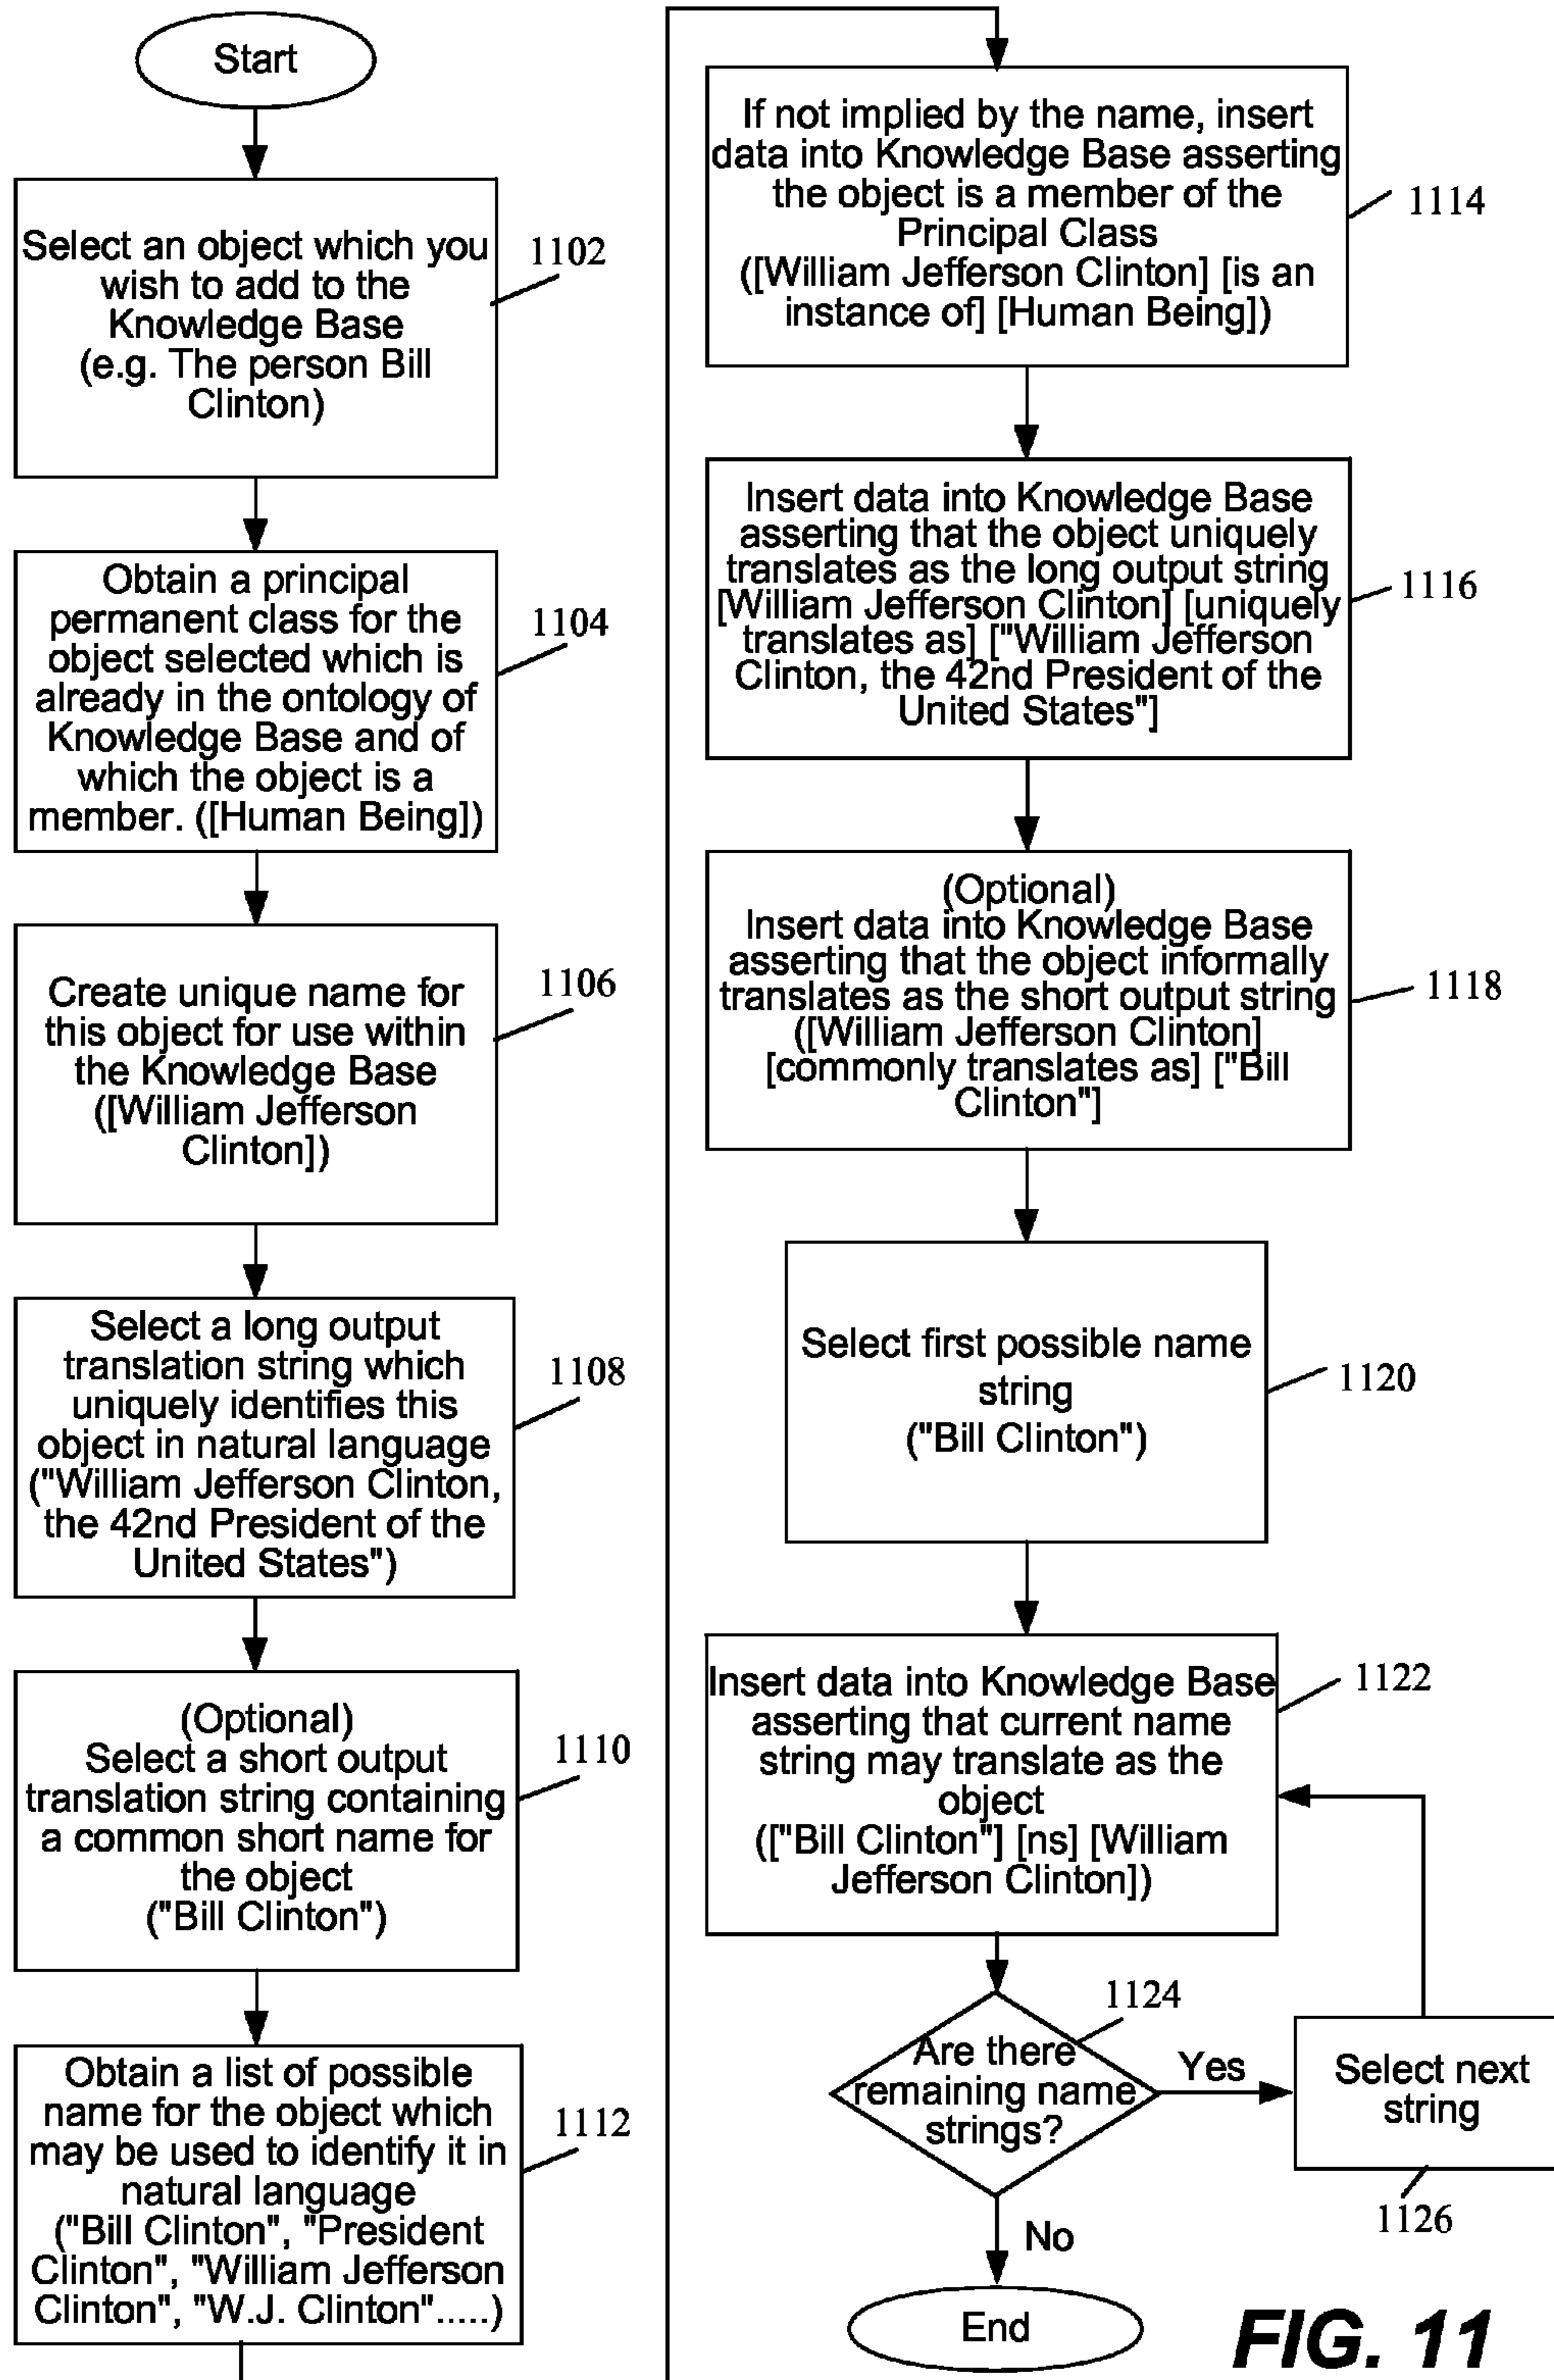 Start
Select an object which you
wish to add to the
Knowledge Base
(e.g. The person Bill
Clinton)
1102
Obtain a principal
permanent class for the
object selected which is
already in the ontology of
Knowledge Base and of
which the object is a
member. ([Human Being])
1104
Create unique name for
this object for use within
the Knowledge Base
([William Jefferson
Clinton])
1106
Select a long output
translation string which
uniquely identifies this
object in natural language
("William Jefferson Clinton,
the 42nd President of the
United States")
1108
(Optional)
Select a short output
translation string containing
a common short name for
the object
("Bill Clinton")
1110
Obtain a list of possible
name for the object which
may be used to identify it in
natural language
("Bill Clinton", "President
Clinton", "William Jefferson
Clinton", "W.J. Clinton".....)
1112
If not implied by the name, insert
data into Knowledge Base asserting
the object is a member of the
Principal Class
([William Jefferson Clinton] [is an
instance of] [Human Being])
1114
Insert data into Knowledge Base
asserting that the object uniquely
translates as the long output string
[William Jefferson Clinton] [uniquely
translates as] ["William Jefferson
Clinton, the 42nd President of the
United States"]
1116
(Optional)
Insert data into Knowledge Base
asserting that the object informally
translates as the short output string
([William Jefferson Clinton]
[commonly translates as] ["Bill
Clinton"]
1118
Select first possible name
string
("Bill Clinton")
1120
Insert data into Knowledge Base
asserting that current name
string may translate as the
object
(["Bill Clinton"] [ns] [William
Jefferson Clinton])
1122
Are there
remaining name
strings?
1124
Yes
Select next
string
1126
No
End
FIG. 11